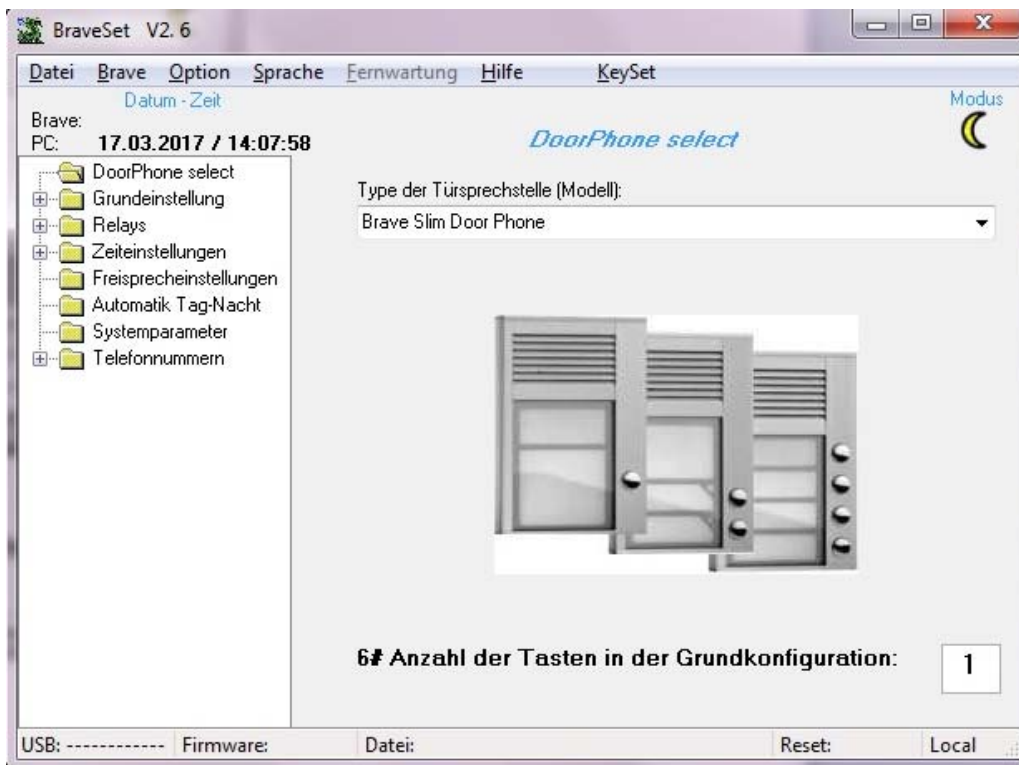 BraveSet V2. 6
Datei Brave Option Sprache Fernwartung Hilfe KeySet
Datum - Zeit
Modus
Brave:
PC: 17.03.2017 / 14:07:58
DoorPhone select
DoorPhone select
Grundeinstellung
Relays
Zeiteinstellungen
Freisprecheinstellungen
Automatik Tag-Nacht
Systemparameter
Telefonnummern
Type der Türsprechstelle (Modell):
Brave Slim Door Phone
6# Anzahl der Tasten in der Grundkonfiguration: 1
USB: ------------ Firmware: Datei: Reset: Local